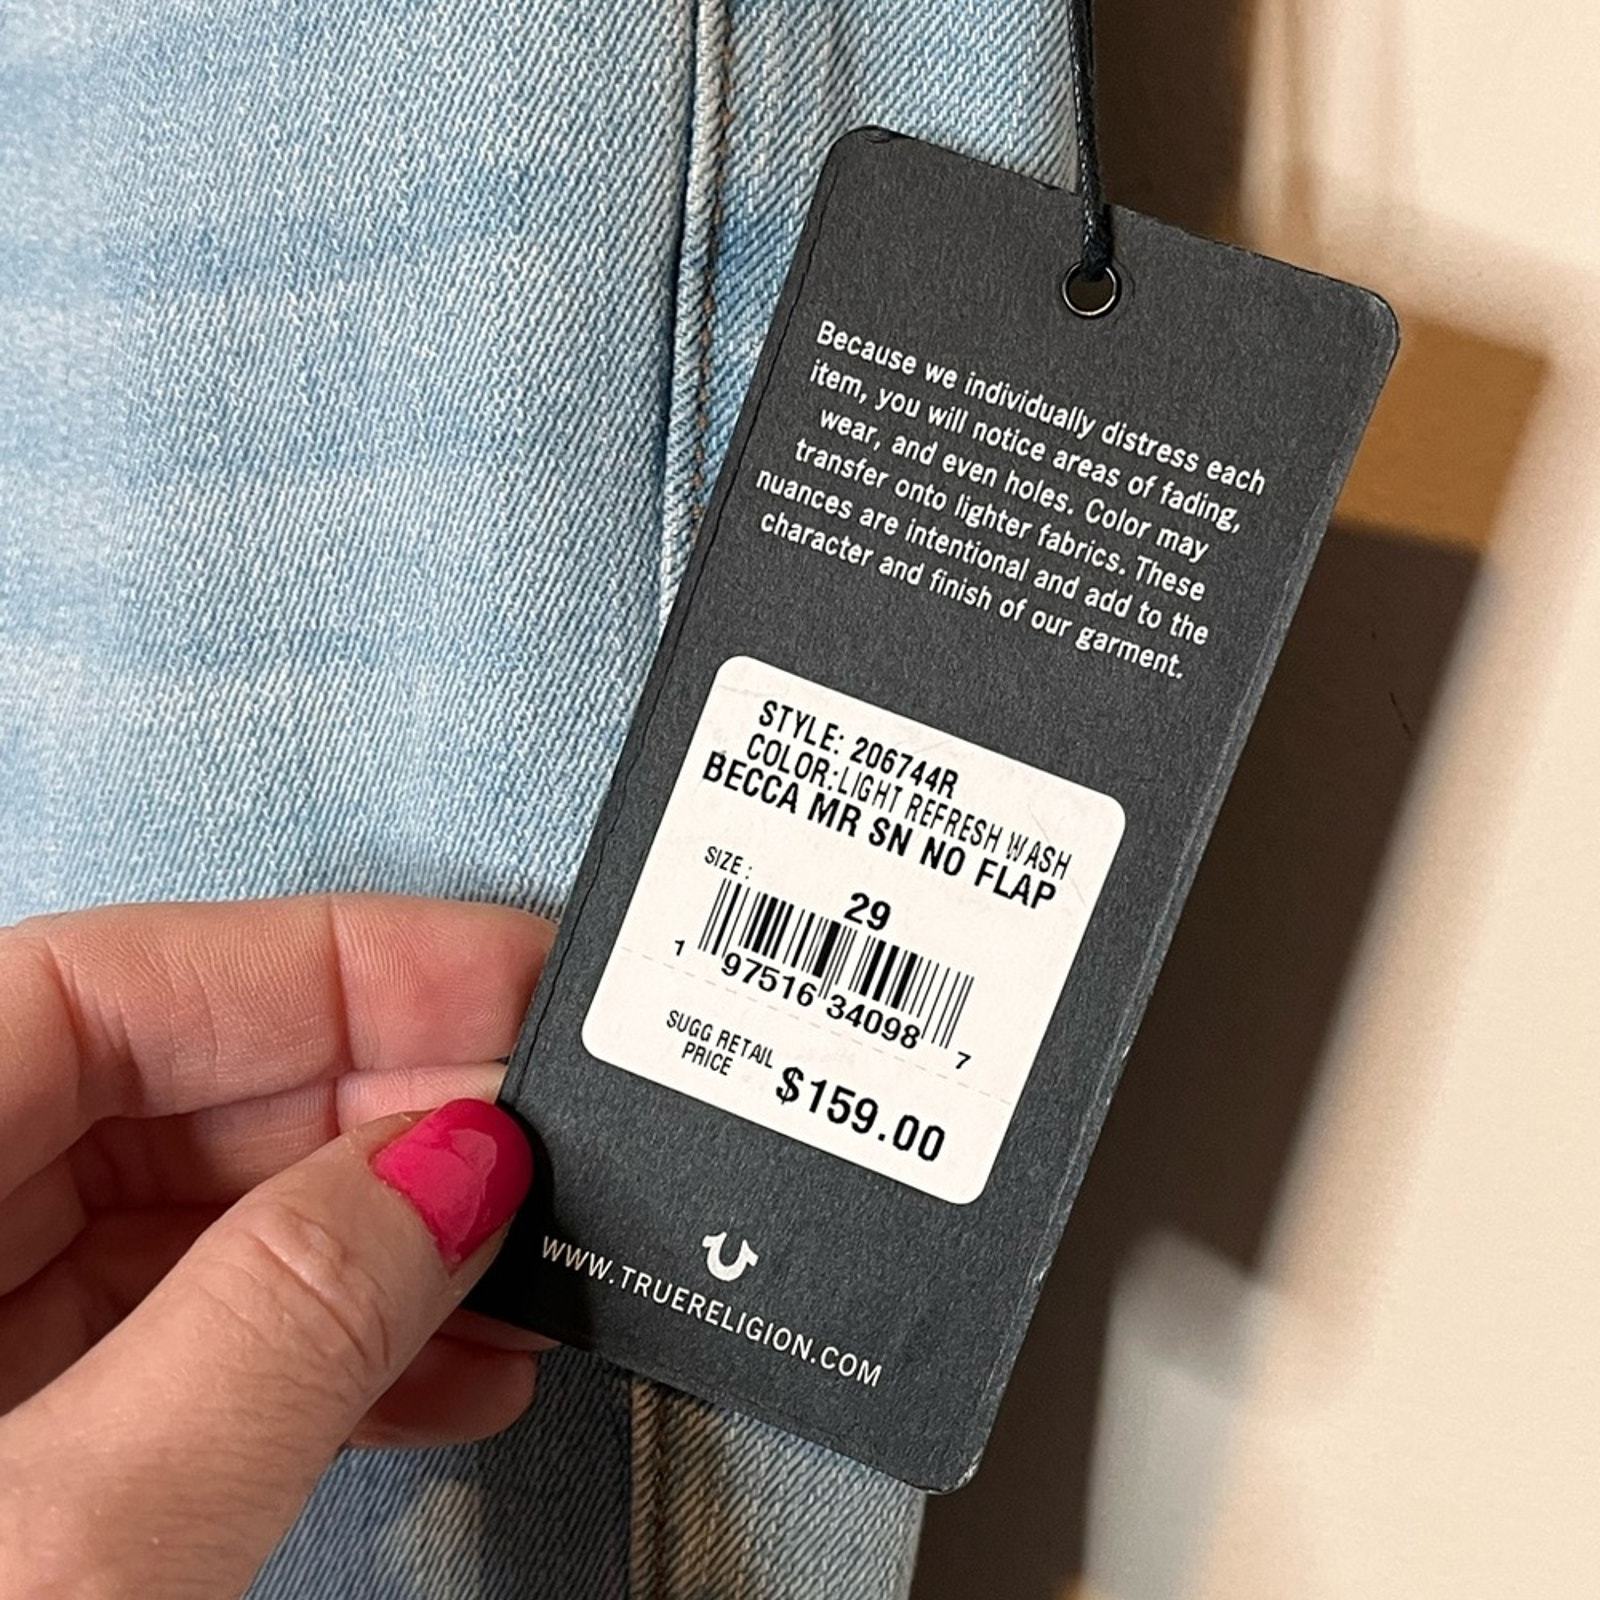 Because we individually distress each
item, you will notice areas of fading,
wear, and even holes. Color may
transfer onto lighter fabrics. These
nuances are intentional and add to the
character and finish of our garment.
STYLE: 206744R
COLOR:LIGHT REFRESH WASH
BECCA MR SN NO FLAP
SIZE:
29
1 97516 34098 7
SUGG RETAIL
PRICE
$159.00
WWW.TRUERELIGION.COM